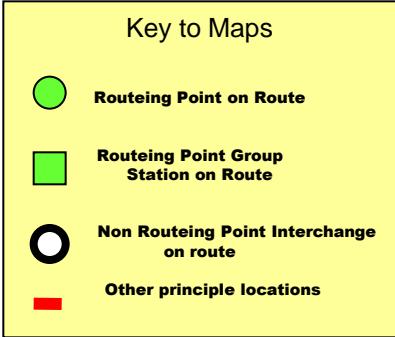 Key to Maps
Routeing Point on Route
Routeing Point Group
Station on Route
Non Routeing Point Interchange
on route
Other principle locations